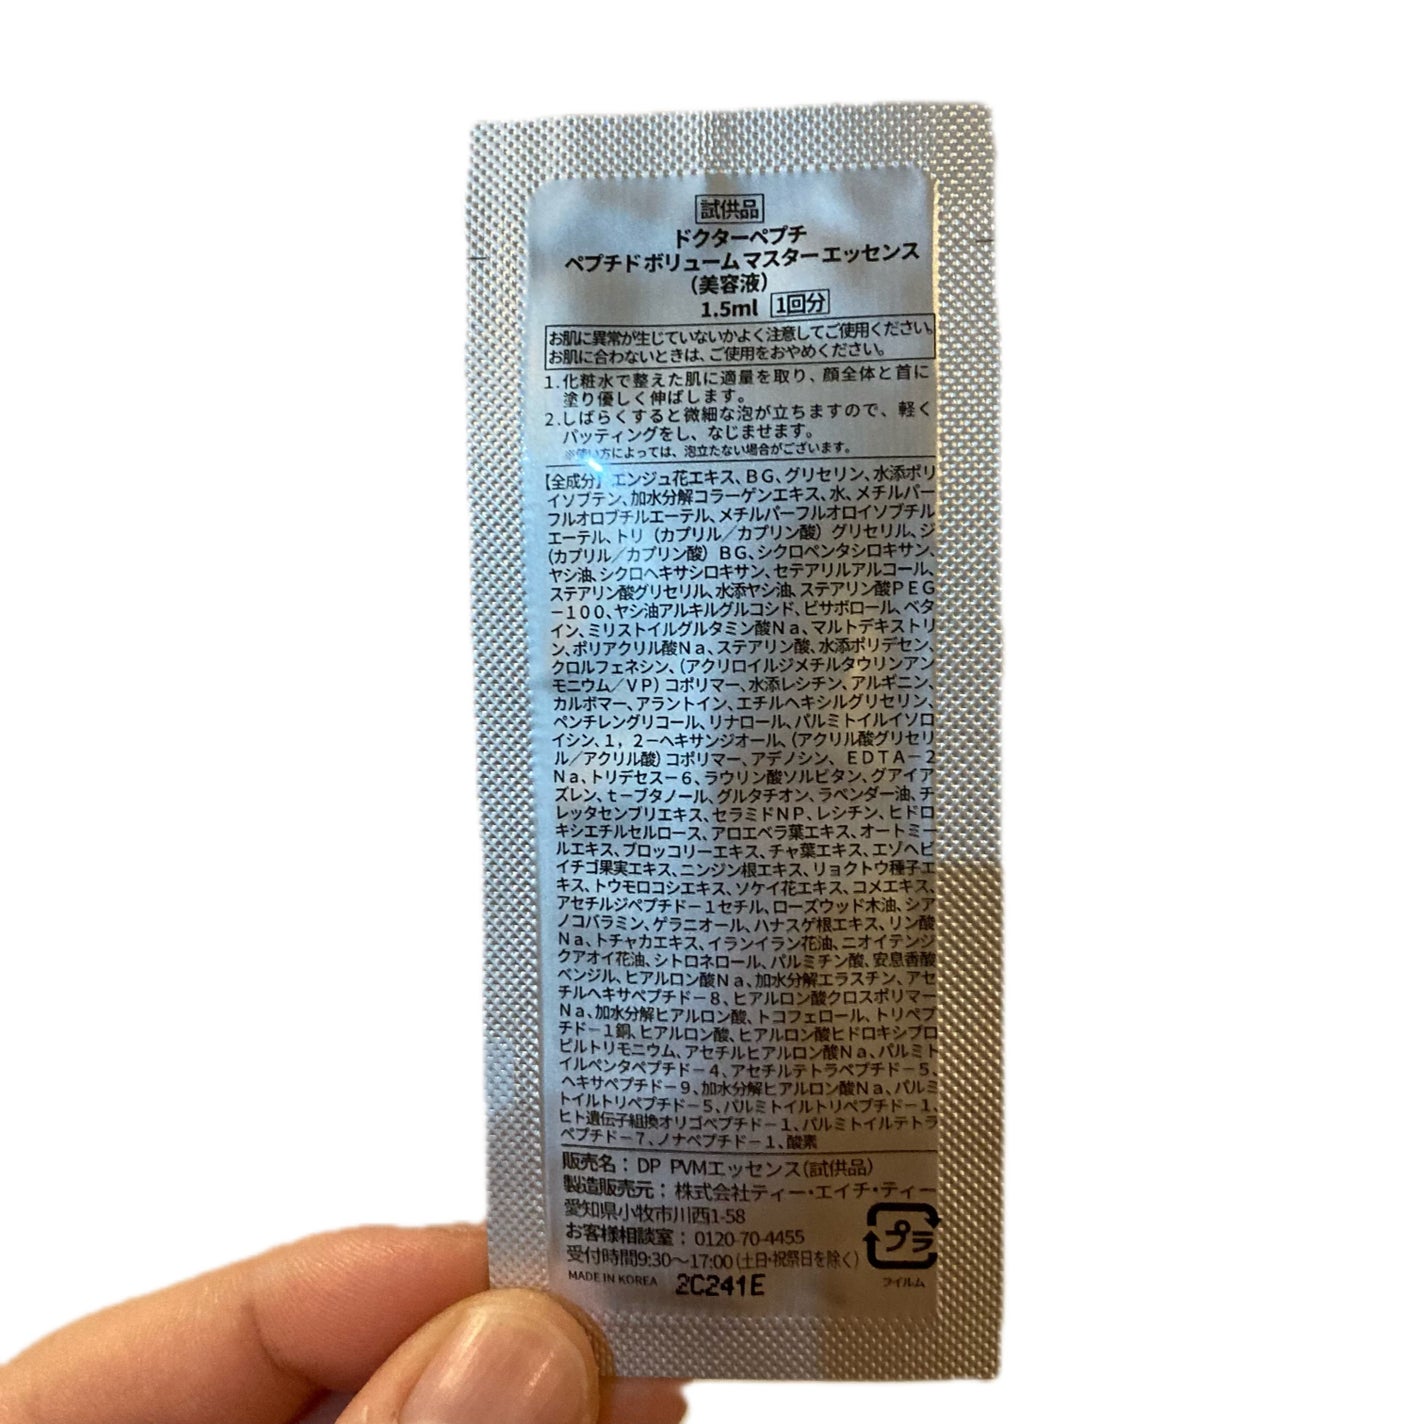 試供品
ドクターペプチ
ペプチドボリュームマスターエッセンス
（美容液）
1.5ml 1回分
お肌に異常が生じていないかよく注意してご使用ください。
お肌に合わないときは、ご使用をおやめください。
1.化粧水で整えた肌に適量を取り、顔全体と首に
塗り優しく伸ばします。
2.しばらくすると微細な泡が立ちますので、軽く
パッティングをし、なじませます。
※使い方によっては、泡立たない場合がございます。
【全成分】エンジュ花エキス、ＢＧ、グリセリン、水添ポリ
イソブテン、加水分解コラーゲンエキス、水、メチルパー
フルオロブチルエーテル、メチルパーフルオロイソブチル
エーテル、トリ（カプリル／カプリン酸）グリセリル、ジ
（カプリル／カプリン酸）ＢＧ、シクロペンタシロキサン、
ヤシ油、シクロヘキサシロキサン、セテアリルアルコール、
ステアリン酸グリセリル、水添ヤシ油、ステアリン酸ＰＥＧ
－１００、ヤシ油アルキルグルコシド、ビサボロール、ベタ
イン、ミリストイルグルタミン酸Ｎａ、マルトデキストリ
ン、ポリアクリル酸Ｎａ、ステアリン酸、水添ポリデセン、
クロルフェネシン、（アクリロイルジメチルタウリンアン
モニウム／ＶＰ）コポリマー、水添レシチン、アルギニン、
カルボマー、アラントイン、エチルヘキシルグリセリン、
ペンチレングリコール、リナロール、パルミトイルイソロ
イシン、１，２－ヘキサンジオール、（アクリル酸グリセリ
ル／アクリル酸）コポリマー、アデノシン、ＥＤＴＡ－２
Ｎａ、トリデセス－６、ラウリン酸ソルビタン、グアイア
ズレン、ｔ－ブタノール、グルタチオン、ラベンダー油、チ
レッタセンブリエキス、セラミドＮＰ、レシチン、ヒドロ
キシエチルセルロース、アロエベラ葉エキス、オートミー
ルエキス、ブロッコリーエキス、チャ葉エキス、エゾヘビ
イチゴ果実エキス、ニンジン根エキス、リョクトウ種子エ
キス、トウモロコシエキス、ソケイ花エキス、コメエキス、
アセチルジペプチド－１セチル、ローズウッド木油、シア
ノコバラミン、ゲラニオール、ハナスゲ根エキス、リン酸
Ｎａ、トチャカエキス、イランイラン花油、ニオイテンジ
クアオイ花油、シトロネロール、パルミチン酸、安息香酸
ベンジル、ヒアルロン酸Ｎａ、加水分解エラスチン、アセ
チルヘキサペプチド－８、ヒアルロン酸クロスポリマー
Ｎａ、加水分解ヒアルロン酸、トコフェロール、トリペプ
チド－１銅、ヒアルロン酸、ヒアルロン酸ヒドロキシプロ
ピルトリモニウム、アセチルヒアルロン酸Ｎａ、パルミト
イルペンタペプチド－４、アセチルテトラペプチド－５、
ヘキサペプチド－９、加水分解ヒアルロン酸Ｎａ、パルミ
トイルトリペプチド－５、パルミトイルトリペプチド－１、
ヒト遺伝子組換オリゴペプチド－１、パルミトイルテトラ
ペプチド－７、ノナペプチド－１、酸素
販売名：DP PVMエッセンス(試供品)
製造販売元：株式会社ティー・エイチ・ティー
愛知県小牧市川西1-58
お客様相談室：0120-70-4455
受付時間9:30～17:00(土日・祝祭日を除く)
MADE IN KOREA 2C241E
プラ
フイルム